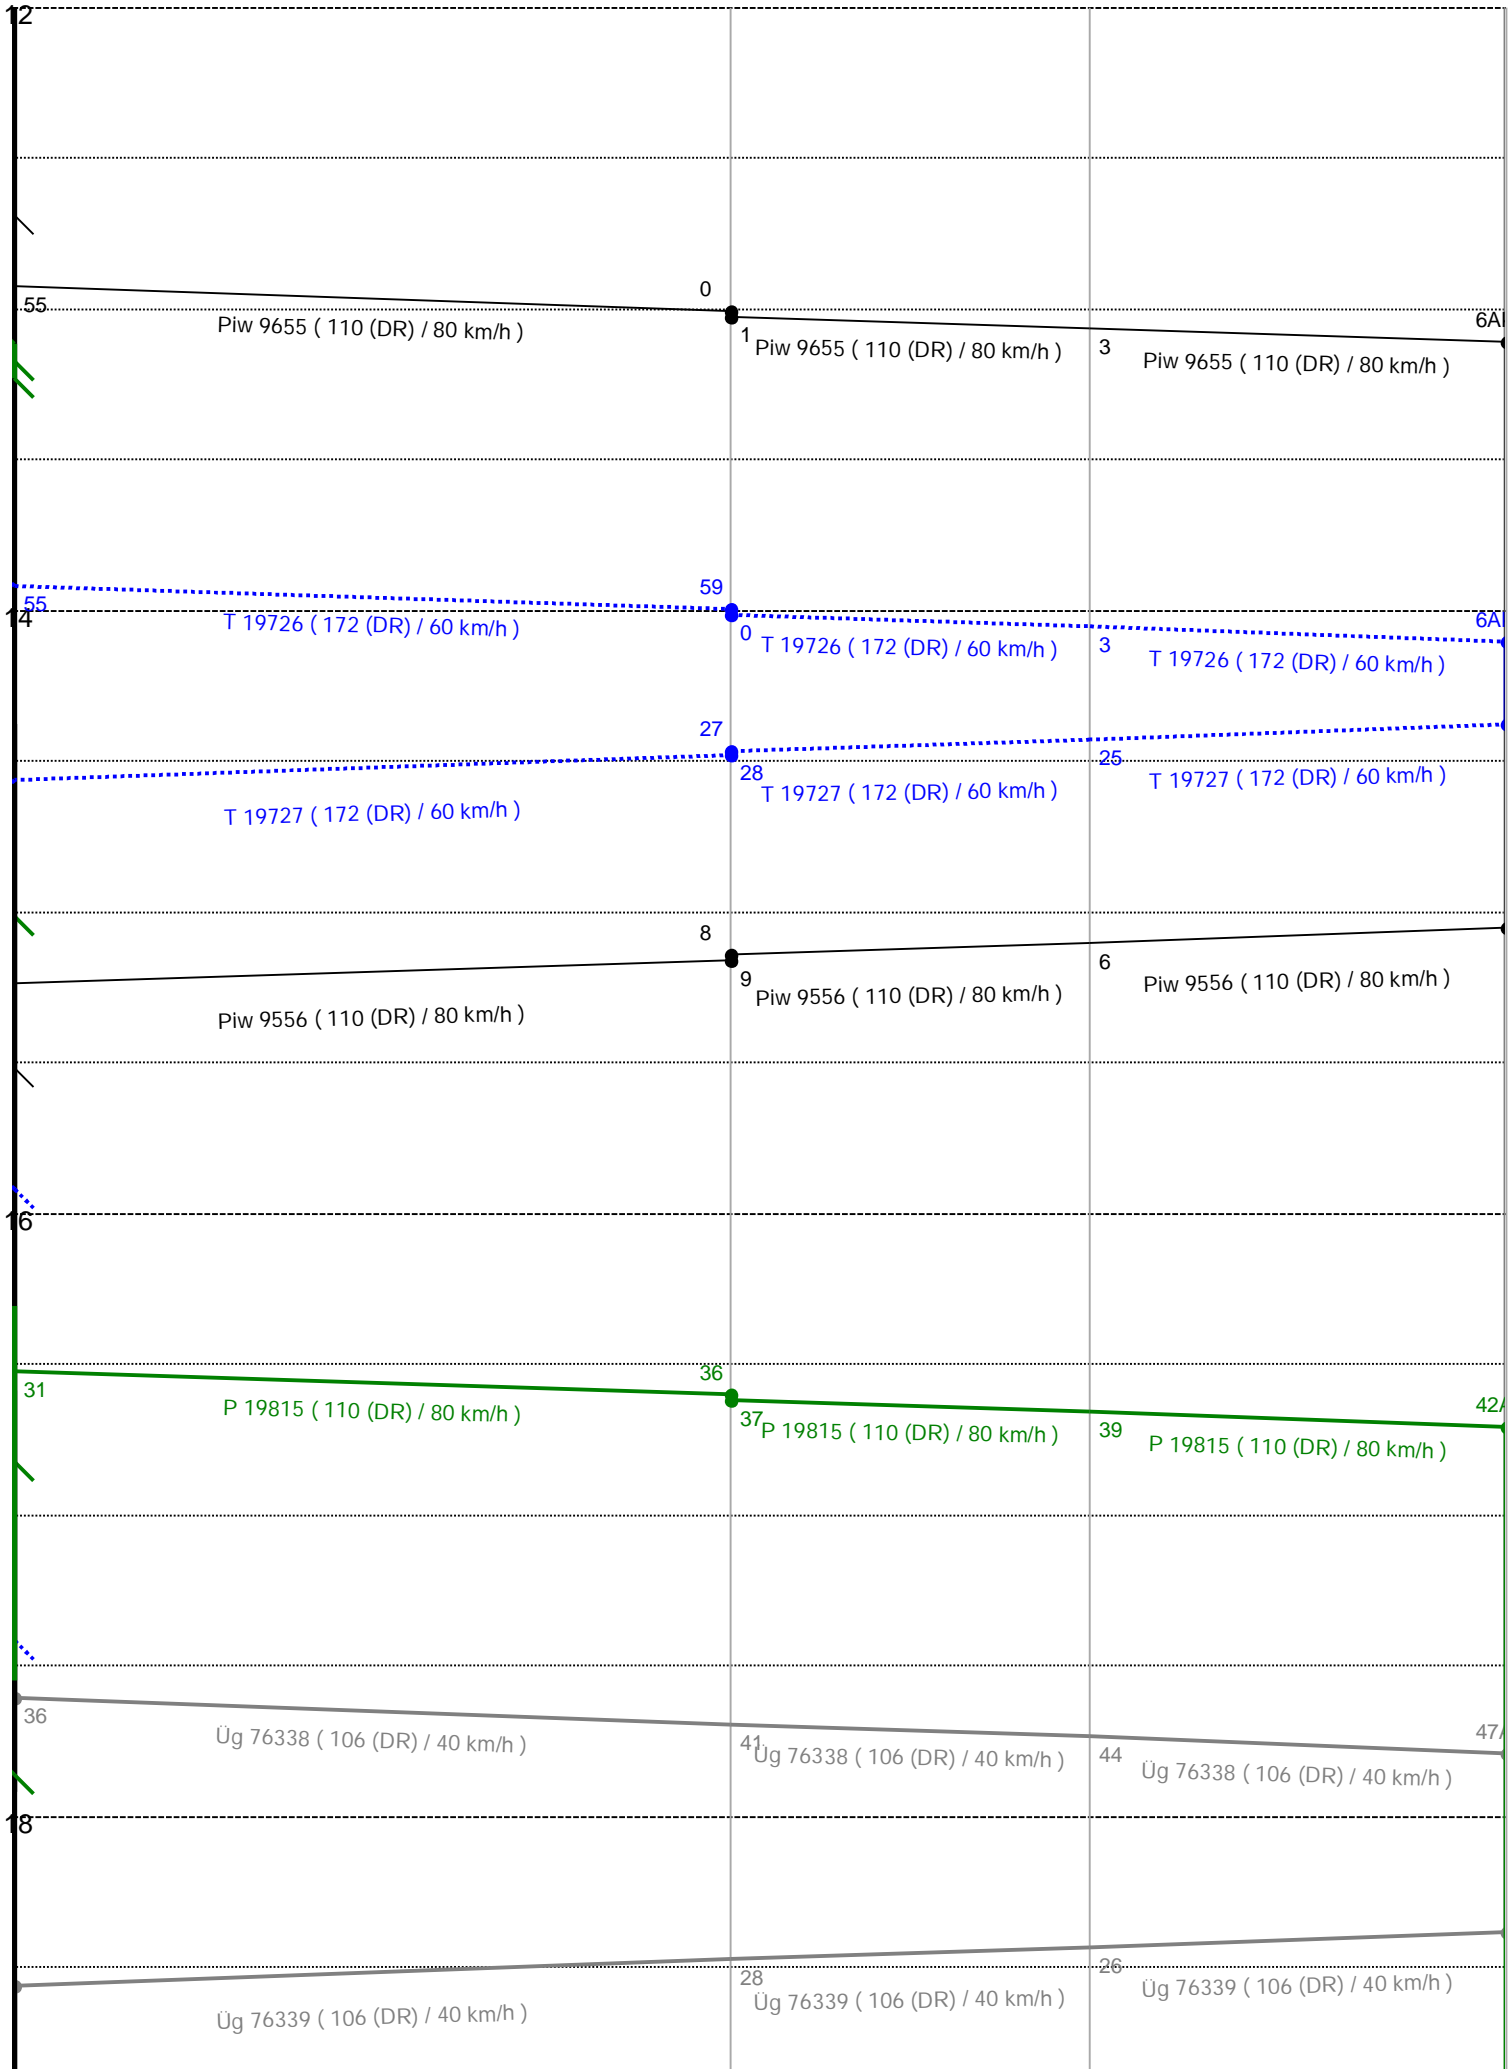 12
0
55
Piw 9655 ( 110 (DR) / 80 km/h )
1
Piw 9655 ( 110 (DR) / 80 km/h )
3
Piw 9655 ( 110 (DR) / 80 km/h )
59
55
14
T 19726 ( 172 (DR) / 60 km/h )
0
T 19726 ( 172 (DR) / 60 km/h )
3
T 19726 ( 172 (DR) / 60 km/h )
27
T 19727 ( 172 (DR) / 60 km/h )
28
T 19727 ( 172 (DR) / 60 km/h )
25
T 19727 ( 172 (DR) / 60 km/h )
8
Piw 9556 ( 110 (DR) / 80 km/h )
9
Piw 9556 ( 110 (DR) / 80 km/h )
6
Piw 9556 ( 110 (DR) / 80 km/h )
16
36
31
P 19815 ( 110 (DR) / 80 km/h )
37
P 19815 ( 110 (DR) / 80 km/h )
39
P 19815 ( 110 (DR) / 80 km/h )
36
Üg 76338 ( 106 (DR) / 40 km/h )
41
Üg 76338 ( 106 (DR) / 40 km/h )
44
Üg 76338 ( 106 (DR) / 40 km/h )
18
Üg 76339 ( 106 (DR) / 40 km/h )
28
Üg 76339 ( 106 (DR) / 40 km/h )
26
Üg 76339 ( 106 (DR) / 40 km/h )